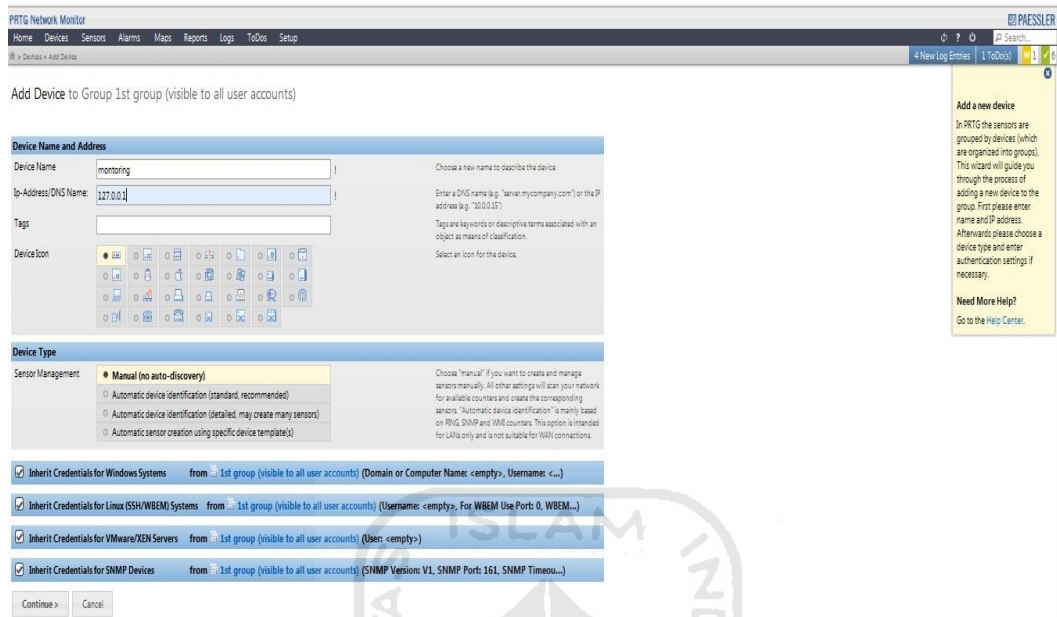 PRTG Network Monitor
PAESSLER
Home Devices Sensors Alarms Maps Reports Logs ToDos Setup
Search...
> Devices > Add Device
4 New Log Entries 1 ToDo(s) W 1 6
Add Device to Group 1st group (visible to all user accounts)
Device Name and Address
Device Name
montoring
!
Choose a new name to describe the device
Ip-Address/DNS Name:
127.0.0.1
!
Enter a DNS name (e.g. "server.mycompany.com") or the IP
address (e.g. "10.0.0.15")
Tags
Tags are keywords or descriptive terms associated with an
object as means of classification.
Device Icon
Select an icon for the device.
Device Type
Sensor Management
Manual (no auto-discovery)
Automatic device identification (standard, recommended)
Automatic device identification (detailed, may create many sensors)
Automatic sensor creation using specific device template(s)
Choose "manual" if you want to create and manage
sensors manually. All other settings will scan your network
for available counters and create the corresponding
sensors. "Automatic device identification" is mainly based
on PING, SNMP and WMI counters. This option is intended
for LANs only and is not suitable for WAN connections.
Inherit Credentials for Windows Systems from 1st group (visible to all user accounts) (Domain or Computer Name: <empty>, Username: <...)
Inherit Credentials for Linux (SSH/WBEM) Systems from 1st group (visible to all user accounts) (Username: <empty>, For WBEM Use Port: 0, WBEM...)
Inherit Credentials for VMware/XEN Servers from 1st group (visible to all user accounts) (User: <empty>)
Inherit Credentials for SNMP Devices from 1st group (visible to all user accounts) (SNMP Version: V1, SNMP Port: 161, SNMP Timeou...)
Continue > Cancel
Add a new device
In PRTG the sensors are
grouped by devices (which
are organized into groups).
This wizard will guide you
through the process of
adding a new device to the
group. First please enter
name and IP address.
Afterwards please choose a
device type and enter
authentication settings if
necessary.
Need More Help?
Go to the Help Center.
ISLAM